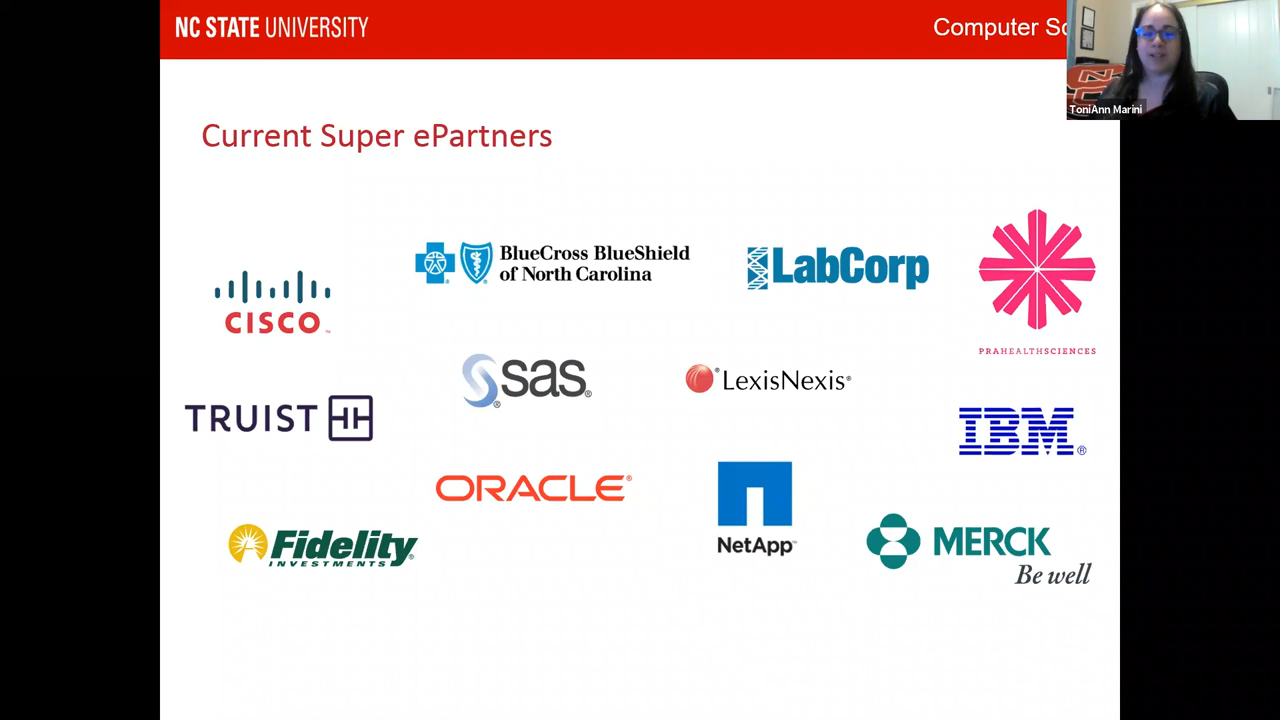 NC STATE UNIVERSITY
Computer Sc
ToniAnn Marini
Current Super ePartners
BlueCross BlueShield
of North Carolina
LabCorp
PRAHEALTHSCIENCES
CISCO
sas
LexisNexis
TRUIST
IBM
ORACLE
NetApp
Fidelity
INVESTMENTS
MERCK
Be well